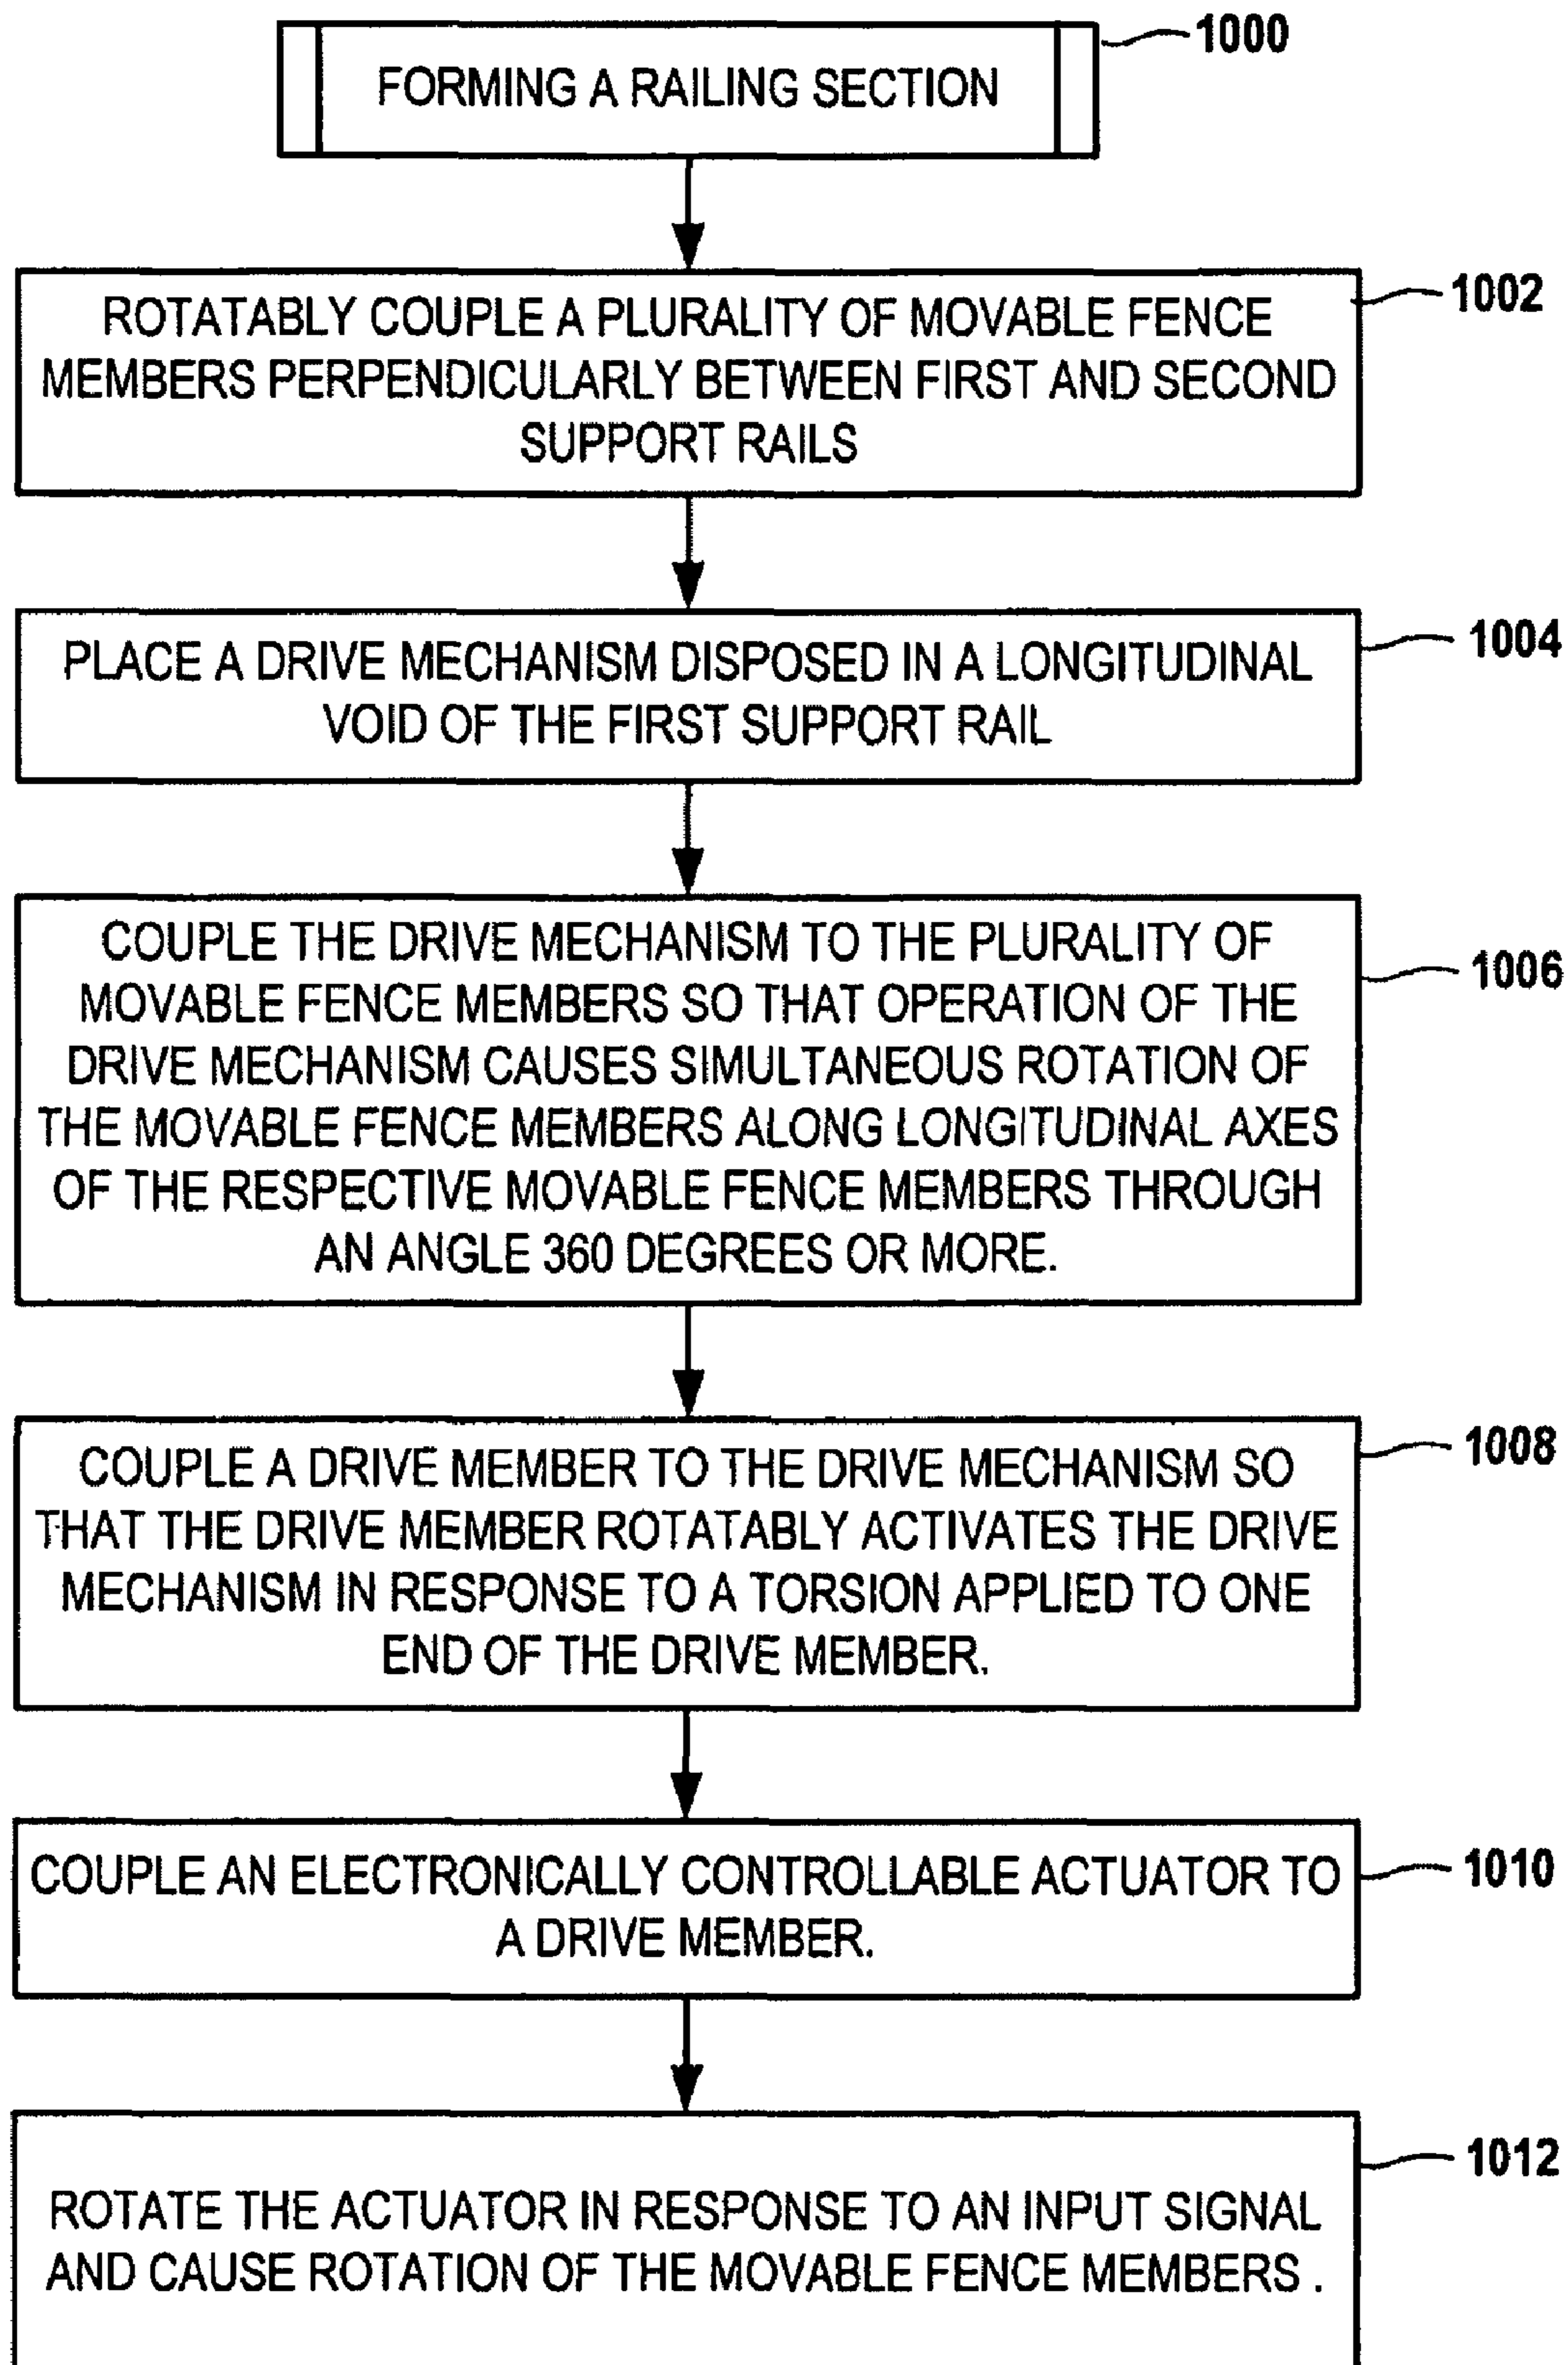 1000
FORMING A RAILING SECTION
1002
ROTATABLY COUPLE A PLURALITY OF MOVABLE FENCE
MEMBERS PERPENDICULARLY BETWEEN FIRST AND SECOND
SUPPORT RAILS
1004
PLACE A DRIVE MECHANISM DISPOSED IN A LONGITUDINAL
VOID OF THE FIRST SUPPORT RAIL
1006
COUPLE THE DRIVE MECHANISM TO THE PLURALITY OF
MOVABLE FENCE MEMBERS SO THAT OPERATION OF THE
DRIVE MECHANISM CAUSES SIMULTANEOUS ROTATION OF
THE MOVABLE FENCE MEMBERS ALONG LONGITUDINAL AXES
OF THE RESPECTIVE MOVABLE FENCE MEMBERS THROUGH
AN ANGLE 360 DEGREES OR MORE.
1008
COUPLE A DRIVE MEMBER TO THE DRIVE MECHANISM SO
THAT THE DRIVE MEMBER ROTATABLY ACTIVATES THE DRIVE
MECHANISM IN RESPONSE TO A TORSION APPLIED TO ONE
END OF THE DRIVE MEMBER.
1010
COUPLE AN ELECTRONICALLY CONTROLLABLE ACTUATOR TO
A DRIVE MEMBER.
1012
ROTATE THE ACTUATOR IN RESPONSE TO AN INPUT SIGNAL
AND CAUSE ROTATION OF THE MOVABLE FENCE MEMBERS .